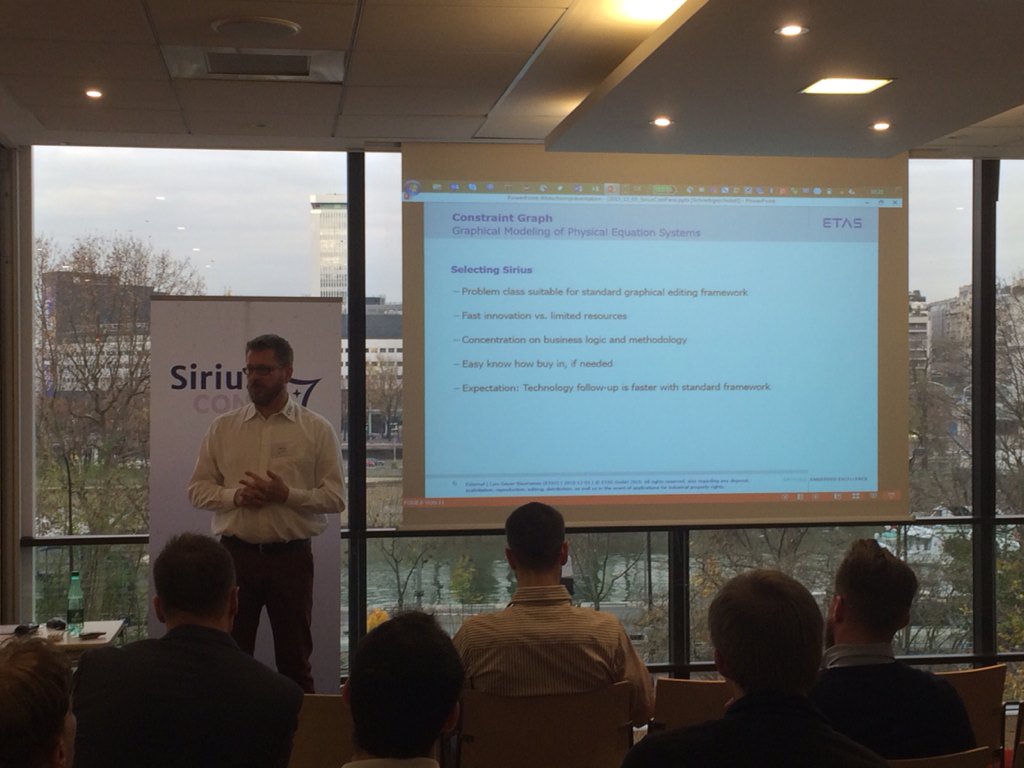 PowerPoint
Constraint Graph
Graphical Modeling of Physical Equation Systems
ETAS
Selecting Sirius
– Problem class suitable for standard graphical editing framework
– Fast innovation vs. limited resources
– Concentration on business logic and methodology
– Easy know how buy in, if needed
– Expectation: Technology follow-up is faster with standard framework
Siriu
CON